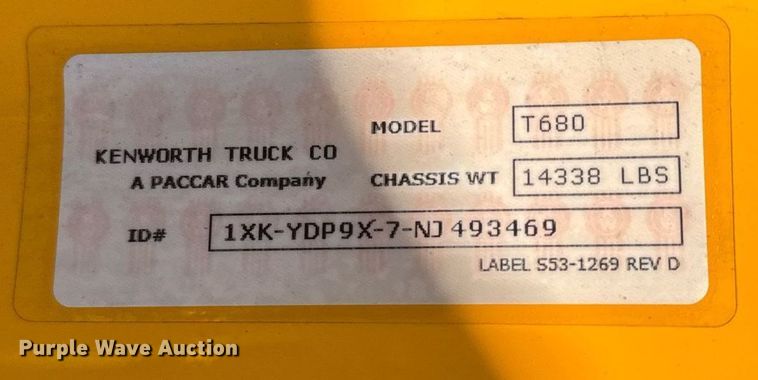 MODEL T680
KENWORTH TRUCK CO
A PACCAR Company CHASSIS WT 14338 LBS
ID# 1XK-YDP9X-7-NJ493469
LABEL S53-1269 REV D
Purple Wave Auction